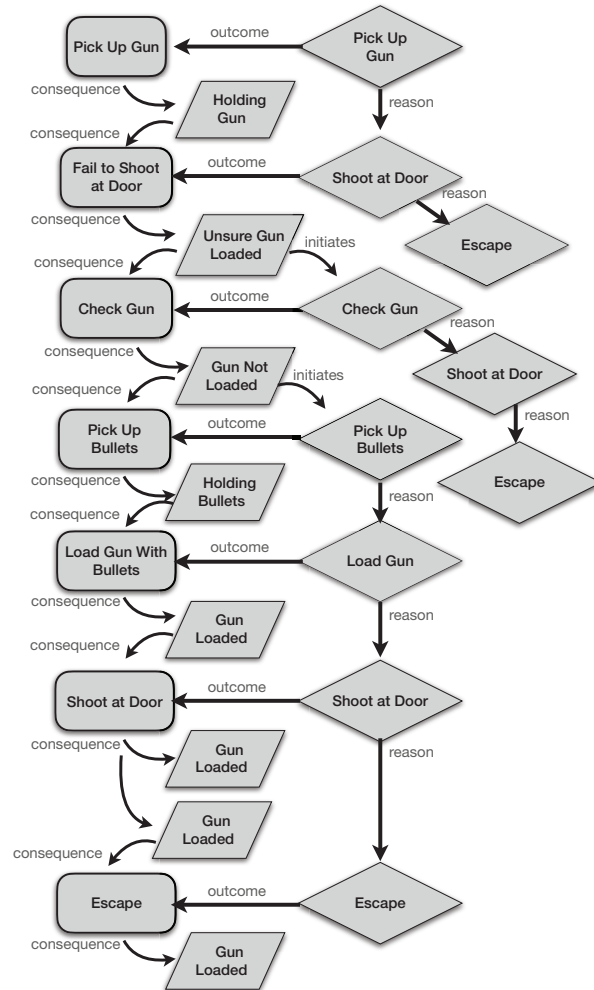 Pick Up Gun
outcome
Pick Up
Gun
consequence
Holding
Gun
reason
consequence
Fail to Shoot
at Door
outcome
Shoot at Door
reason
consequence
Unsure Gun
Loaded
initiates
Escape
consequence
Check Gun
outcome
Check Gun
reason
consequence
Gun Not
Loaded
initiates
Shoot at Door
consequence
reason
Pick Up
Bullets
outcome
Pick Up
Bullets
consequence
Holding
Bullets
reason
Escape
consequence
Load Gun With
Bullets
outcome
Load Gun
consequence
Gun
Loaded
reason
consequence
Shoot at Door
outcome
Shoot at Door
consequence
Gun
Loaded
reason
Gun
Loaded
consequence
Escape
outcome
Escape
consequence
Gun
Loaded